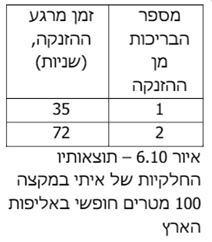 מספר זמן מרגע
הבריכות ההזנקה,
מן (שניות)
ההזנקה
1 35
2 72
איור 6.10 – תוצאותיו
החלקיות של איתי במקצה
100 מטרים חופשי באליפות
הארץ